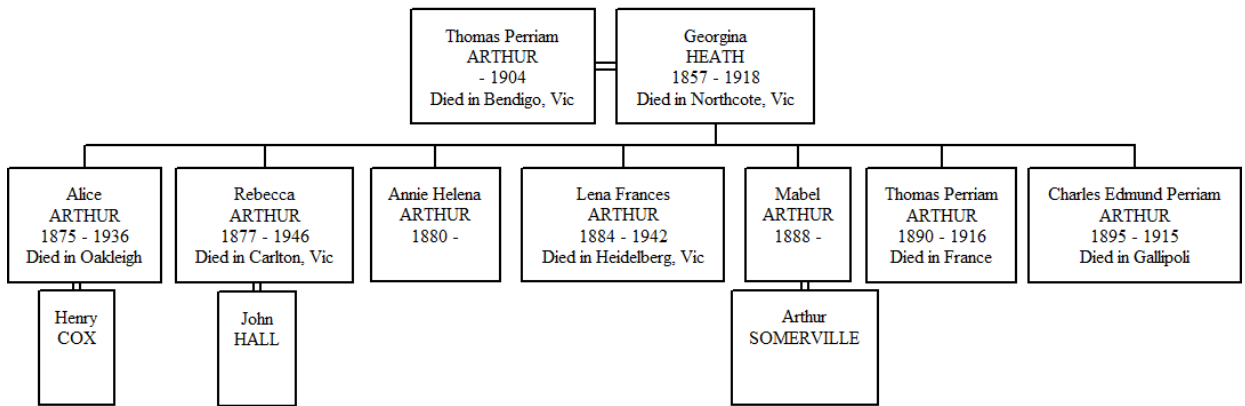 Thomas Perriam
ARTHUR
- 1904
Died in Bendigo, Vic
Georgina
HEATH
1857 - 1918
Died in Northcote, Vic
Alice
ARTHUR
1875 - 1936
Died in Oakleigh
Rebecca
ARTHUR
1877 - 1946
Died in Carlton, Vic
Annie Helena
ARTHUR
1880 -
Lena Frances
ARTHUR
1884 - 1942
Died in Heidelberg, Vic
Mabel
ARTHUR
1888 -
Thomas Perriam
ARTHUR
1890 - 1916
Died in France
Charles Edmund Perriam
ARTHUR
1895 - 1915
Died in Gallipoli
Henry
COX
John
HALL
Arthur
SOMERVILLE